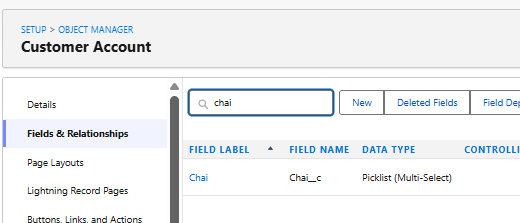 SETUP > OBJECT MANAGER
Customer Account
Details
Fields & Relationships
Page Layouts
Lightning Record Pages
Buttons, Links, and Actions
chai
New
Deleted Fields
Field Dep
FIELD LABEL FIELD NAME DATA TYPE CONTROLLI
Chai Chai__c Picklist (Multi-Select)